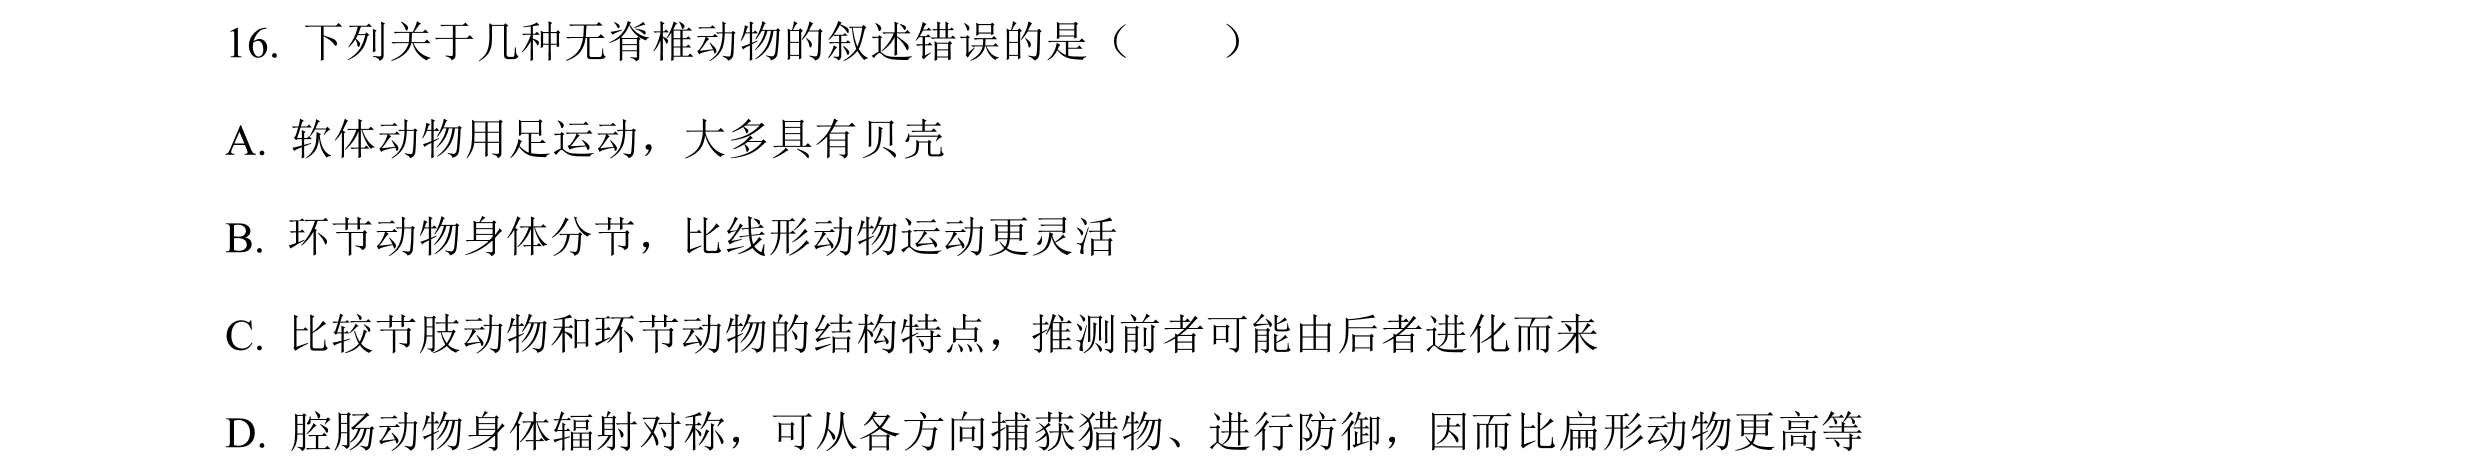 16. 下列关于几种无脊椎动物的叙述错误的是（　　）
A. 软体动物用足运动，大多具有贝壳
B. 环节动物身体分节，比线形动物运动更灵活
C. 比较节肢动物和环节动物的结构特点，推测前者可能由后者进化而来
D. 腔肠动物身体辐射对称，可从各方向捕获猎物、进行防御，因而比扁形动物更高等